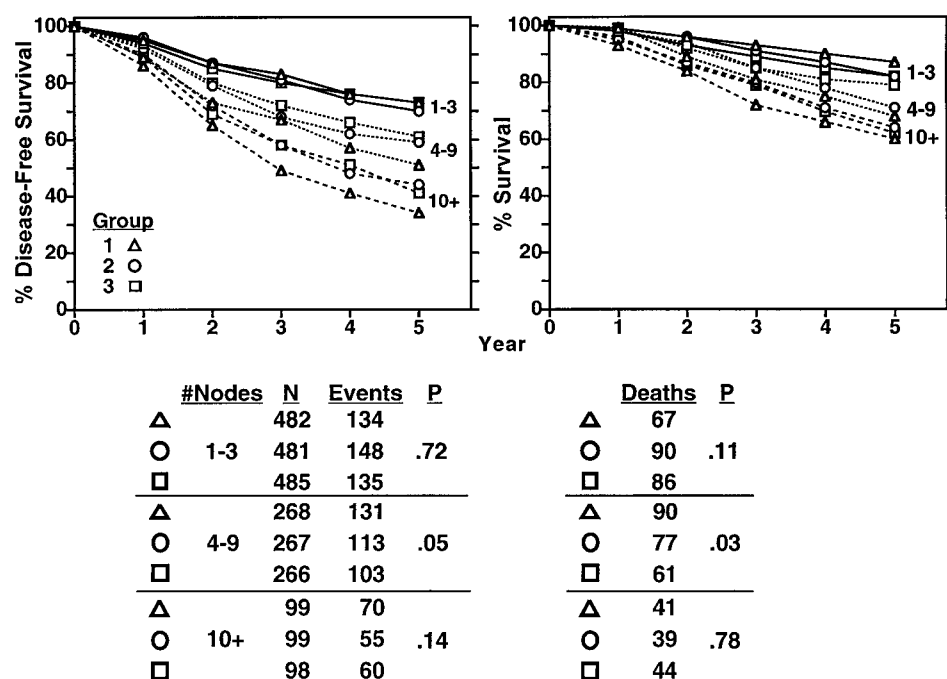 % Disease-Free Survival
100
80
60
40
20
0
1-3
4-9
10+
Group
1 △
2 ○
3 □
0 1 2 3 4 5
% Survival
100
80
60
40
20
0
1-3
4-9
10+
0 1 2 3 4 5
Year
#Nodes N Events P
△ 482 134
○ 1-3 481 148 .72
□ 485 135
△ 268 131
○ 4-9 267 113 .05
□ 266 103
△ 99 70
○ 10+ 99 55 .14
□ 98 60
Deaths P
△ 67
○ 90 .11
□ 86
△ 90
○ 77 .03
□ 61
△ 41
○ 39 .78
□ 44